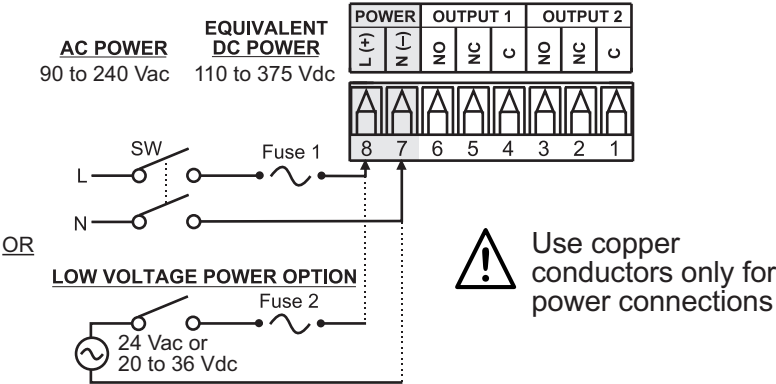 AC POWER
90 to 240 Vac
EQUIVALENT
DC POWER
110 to 375 Vdc
POWER OUTPUT 1 OUTPUT 2
L (+) N (−) NO NC C NO NC C
8 7 6 5 4 3 2 1
SW
Fuse 1
L
N
OR
LOW VOLTAGE POWER OPTION
Fuse 2
24 Vac or
20 to 36 Vdc
Use copper
conductors only for
power connections